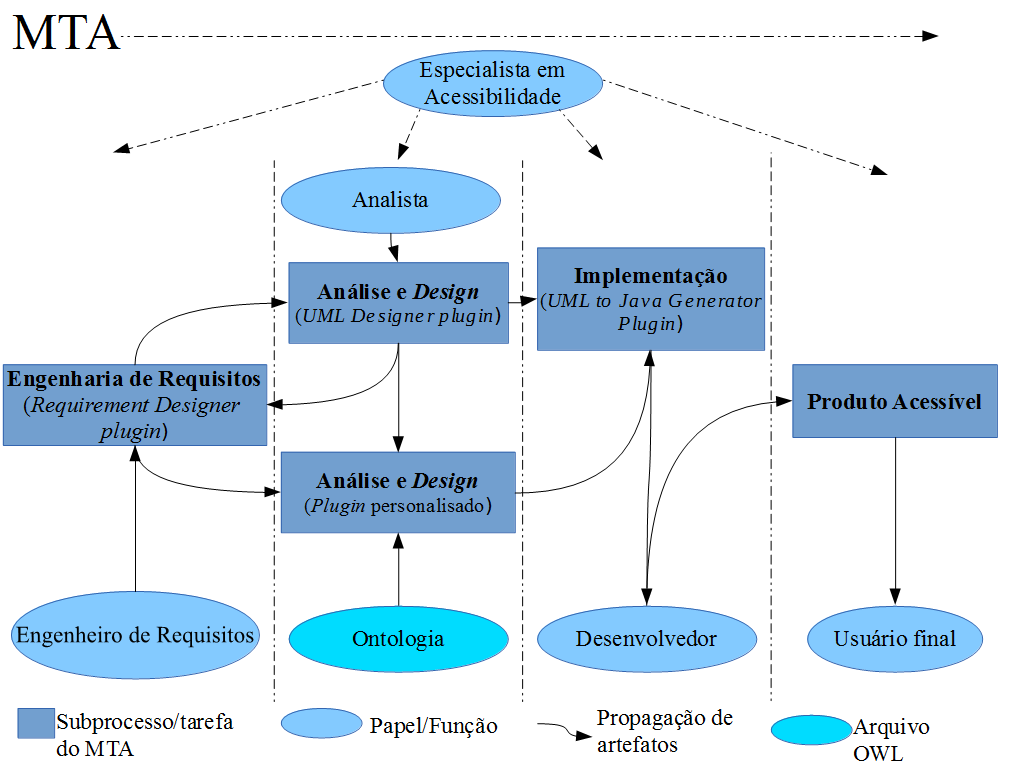 MTA
Especialista em
Acessibilidade
Analista
Análise e Design
(UML Designer plugin)
Implementação
(UML to Java Generator
Plugin)
Engenharia de Requisitos
(Requirement Designer
plugin)
Produto Acessível
Análise e Design
(Plugin personalisado)
Engenheiro de Requisitos
Ontologia
Desenvolvedor
Usuário final
Subprocesso/tarefa
do MTA
Papel/Função
Propagação de
artefatos
Arquivo
OWL